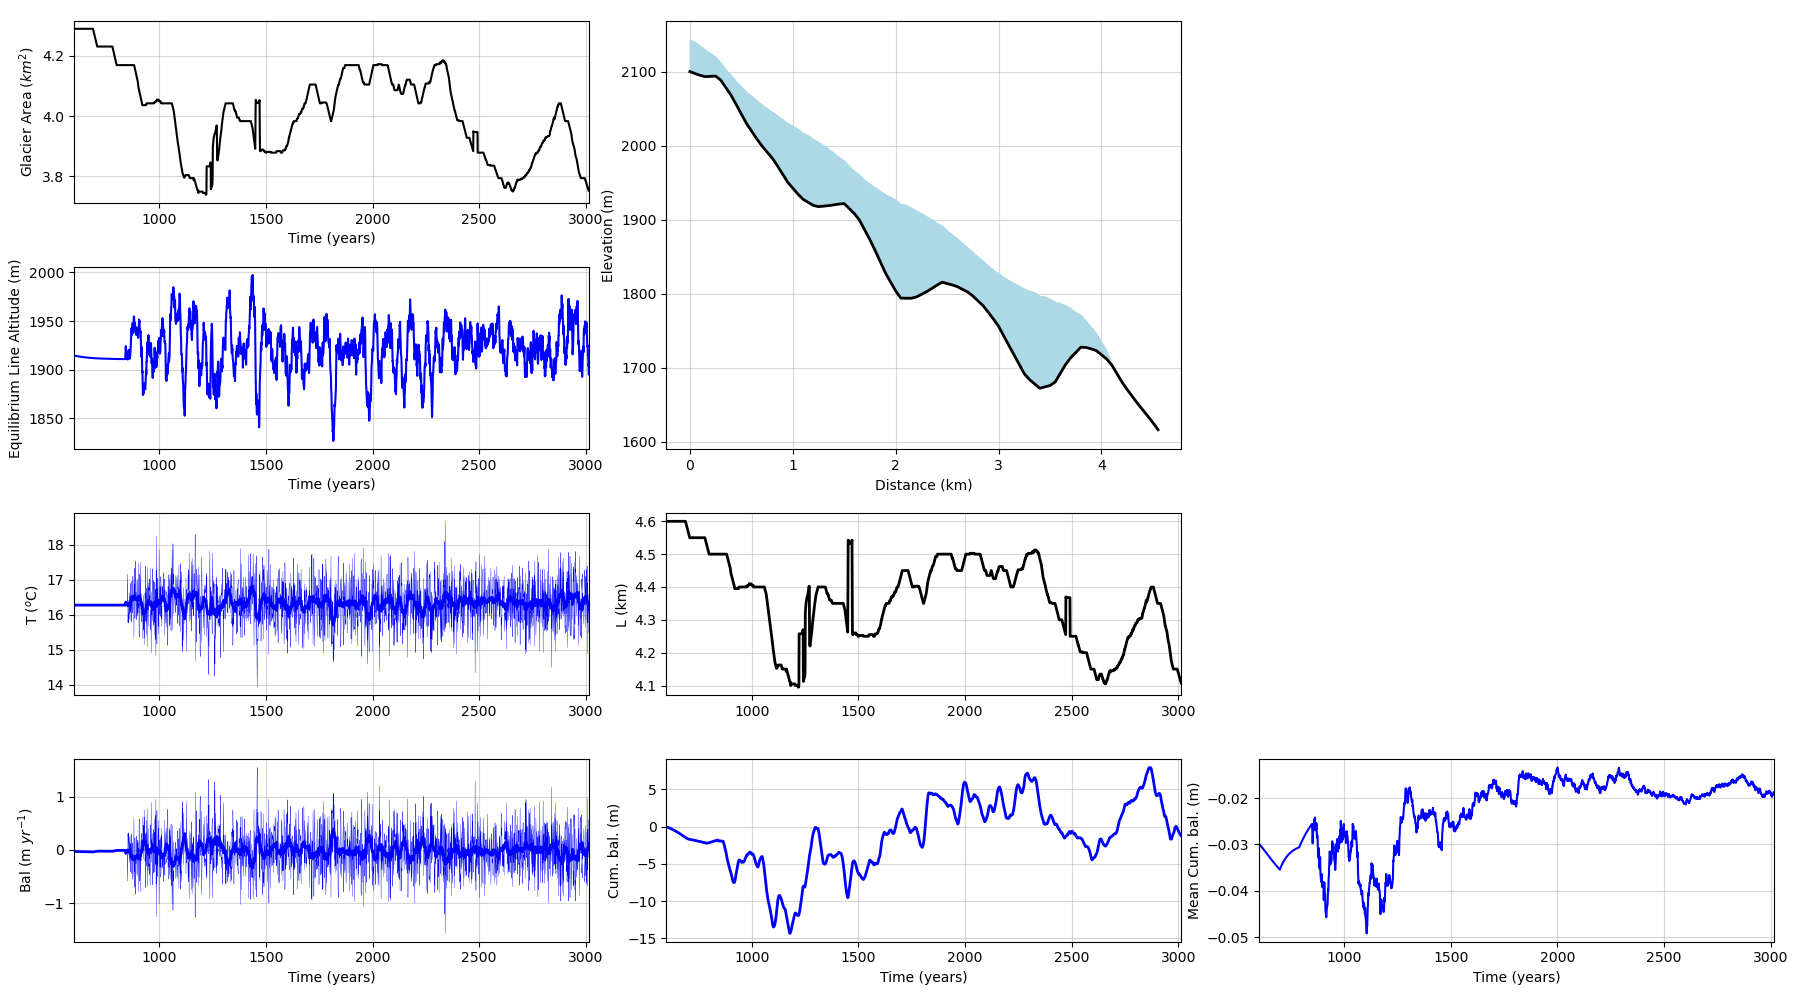 Glacier Area (km²)
4.2
4.0
3.8
1000 1500 2000 2500 3000
Time (years)
Elevation (m)
2100
2000
1900
1800
1700
1600
0 1 2 3 4
Distance (km)
Equilibrium Line Altitude (m)
2000
1950
1900
1850
1000 1500 2000 2500 3000
Time (years)
T (°C)
18
17
16
15
14
1000 1500 2000 2500 3000
L (km)
4.6
4.5
4.4
4.3
4.2
4.1
1000 1500 2000 2500 3000
Bal (m yr⁻¹)
1
0
−1
1000 1500 2000 2500 3000
Time (years)
Cum. bal. (m)
5
0
−5
−10
−15
1000 1500 2000 2500 3000
Time (years)
Mean Cum. bal. (m)
−0.02
−0.03
−0.04
−0.05
1000 1500 2000 2500 3000
Time (years)